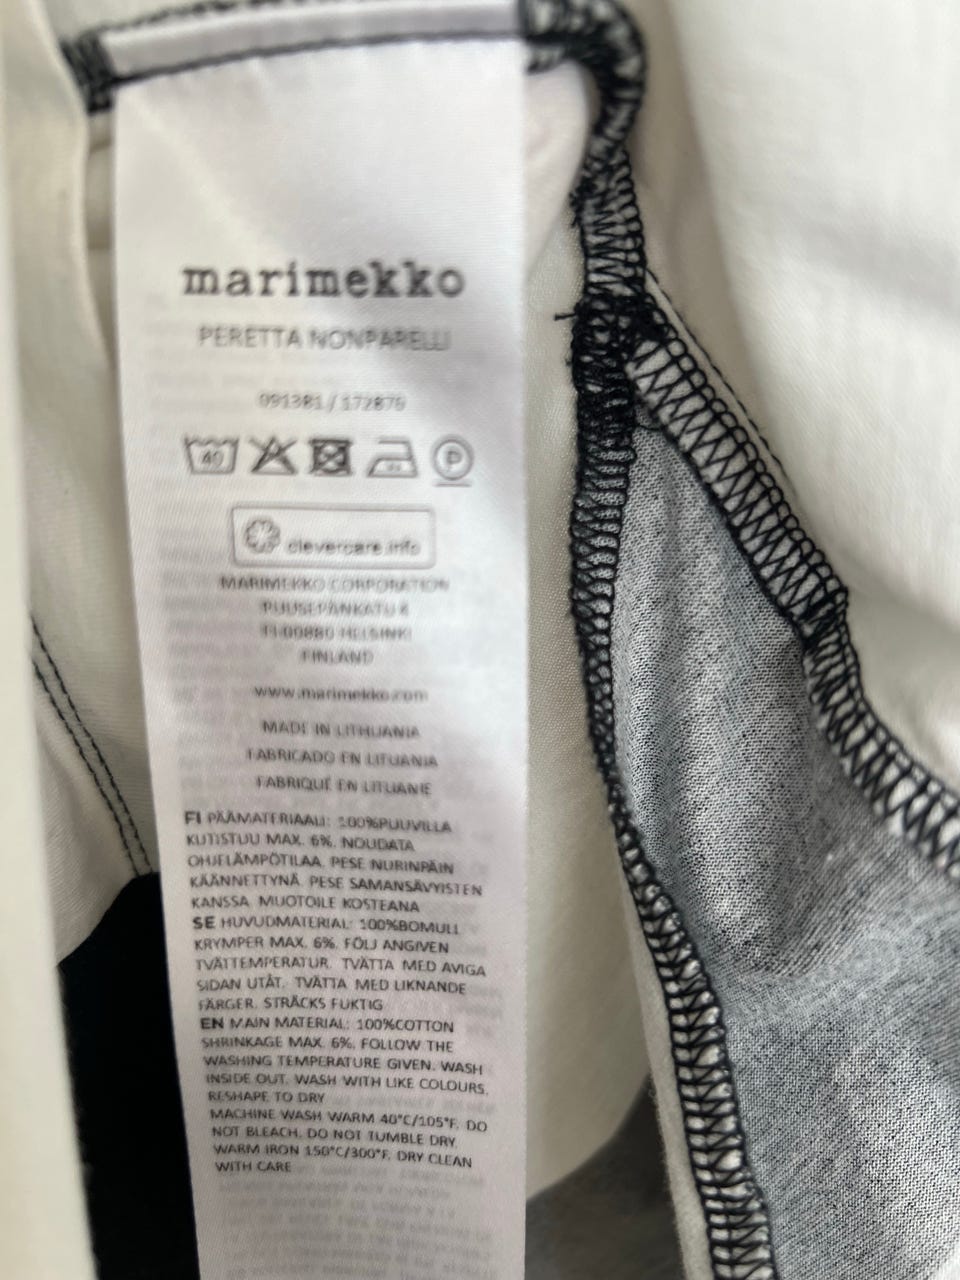 marimekko
PERETTA NONPARELLI
091381 / 172879
40
P
clevercare.info
MARIMEKKO CORPORATION
PUUSEPÄNKATU 4
FI-00880 HELSINKI
FINLAND
www.marimekko.com
MADE IN LITHUANIA
FABRICADO EN LITUANIA
FABRIQUÉ EN LITUANIE
FI PÄÄMATERIAALI: 100%PUUVILLA
KUTISTUU MAX. 6%. NOUDATA
OHJELÄMPÖTILAA. PESE NURINPÄIN
KÄÄNNETTYNÄ. PESE SAMANSÄVYISTEN
KANSSA. MUOTOILE KOSTEANA
SE HUVUDMATERIAL: 100%BOMULL
KRYMPER MAX. 6%. FÖLJ ANGIVEN
TVÄTTEMPERATUR. TVÄTTA MED AVIGA
SIDAN UTÅT. TVÄTTA MED LIKNANDE
FÄRGER. STRÄCKS FUKTIG
EN MAIN MATERIAL: 100%COTTON
SHRINKAGE MAX. 6%. FOLLOW THE
WASHING TEMPERATURE GIVEN. WASH
INSIDE OUT. WASH WITH LIKE COLOURS.
RESHAPE TO DRY
MACHINE WASH WARM 40°C/105°F. DO
NOT BLEACH. DO NOT TUMBLE DRY.
WARM IRON 150°C/300°F. DRY CLEAN
WITH CARE